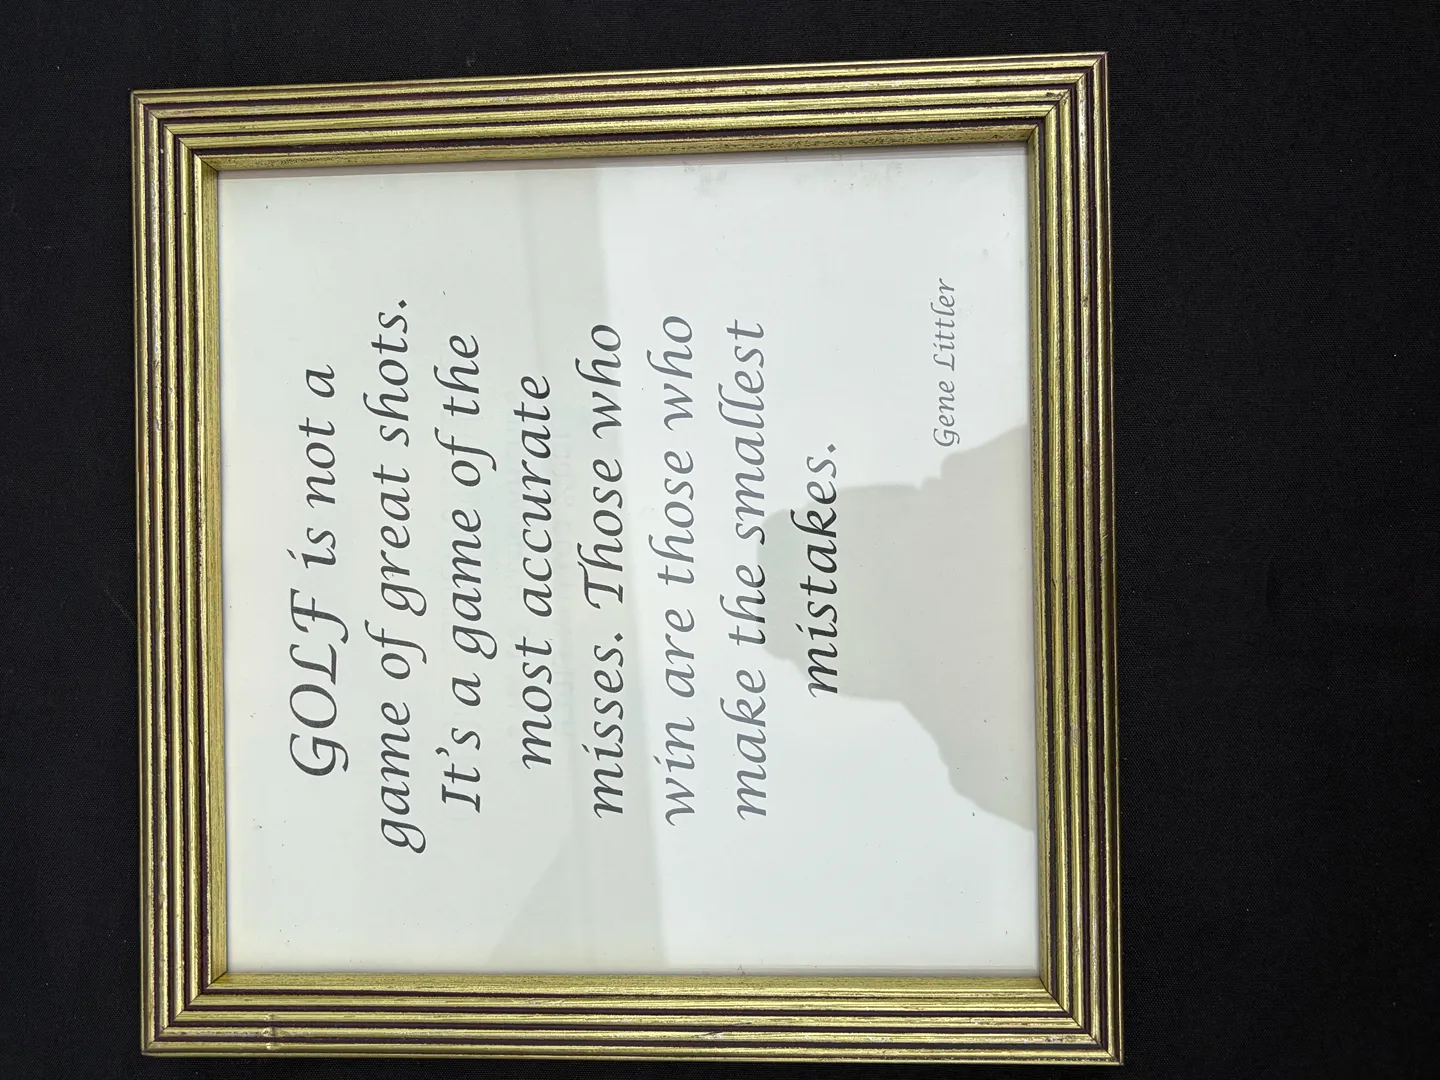 GOLF is not a
game of great shots.
It's a game of the
most accurate
misses. Those who
win are those who
make the smallest
mistakes.
Gene Littler